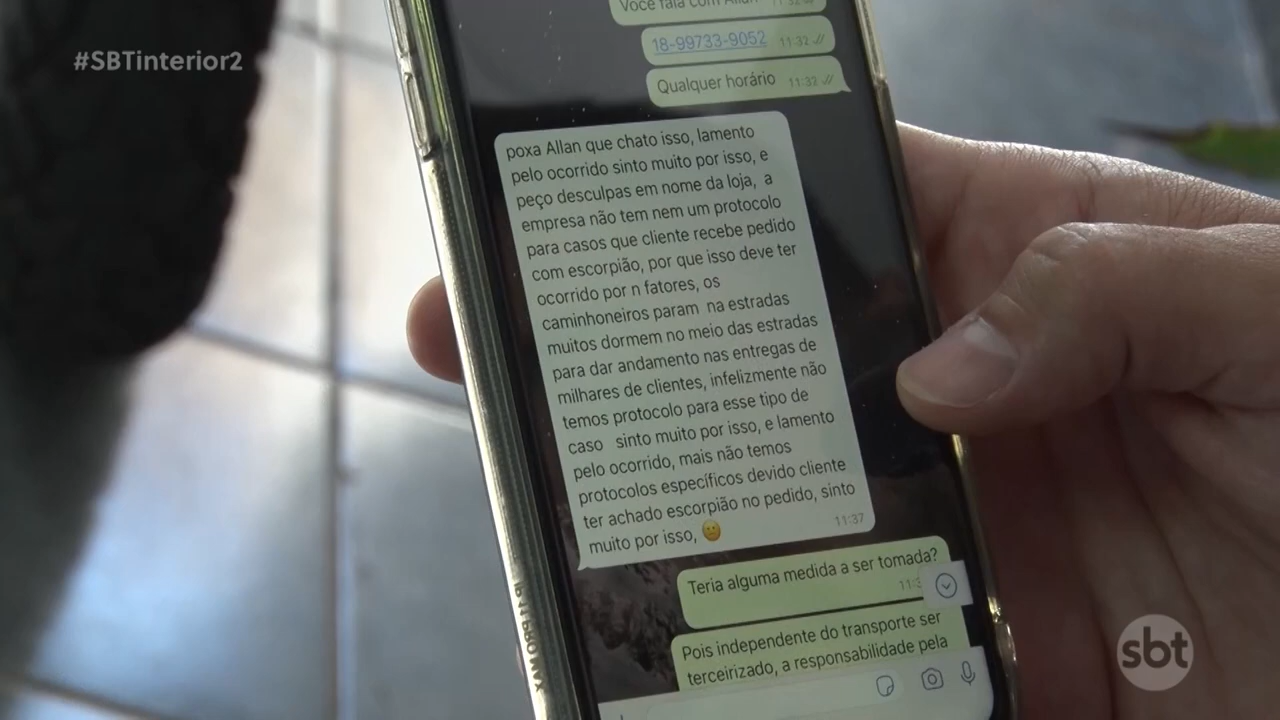 #SBTinterior2
Você fala com Allan 11:32
18-99733-9052 11:32
Qualquer horário 11:32
poxa Allan que chato isso, lamento
pelo ocorrido sinto muito por isso, e
peço desculpas em nome da loja, a
empresa não tem nem um protocolo
para casos que cliente recebe pedido
com escorpião, por que isso deve ter
ocorrido por n fatores, os
caminhoneiros param na estradas
muitos dormem no meio das estradas
para dar andamento nas entregas de
milhares de clientes, infelizmente não
temos protocolo para esse tipo de
caso sinto muito por isso, e lamento
pelo ocorrido, mais não temos
protocolos específicos devido cliente
ter achado escorpião no pedido, sinto
muito por isso, 😕 11:37
Teria alguma medida a ser tomada?
Pois independente do transporte ser
terceirizado, a responsabilidade pela
sbt